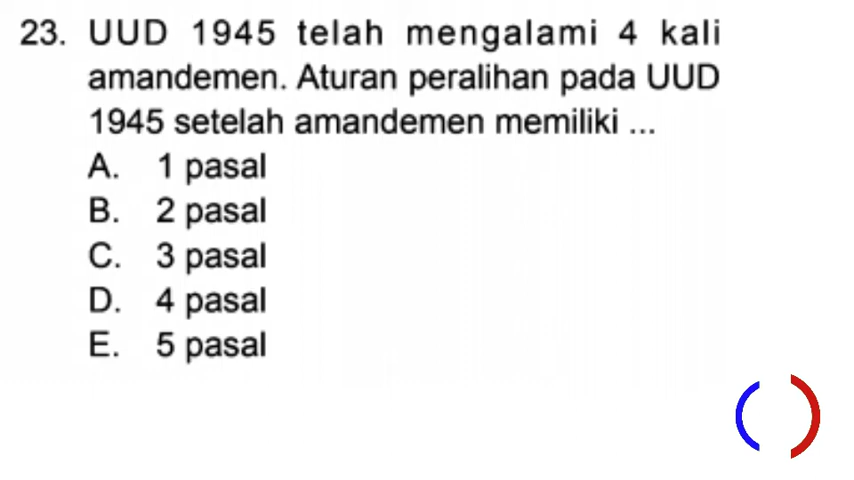 23. UUD 1945 telah mengalami 4 kali
amandemen. Aturan peralihan pada UUD
1945 setelah amandemen memiliki ...
A. 1 pasal
B. 2 pasal
C. 3 pasal
D. 4 pasal
E. 5 pasal